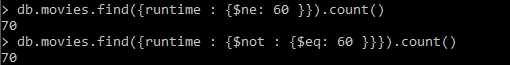 > db.movies.find({runtime : {$ne: 60 }}).count()
70
> db.movies.find({runtime : {$not : {$eq: 60 }}}).count()
70